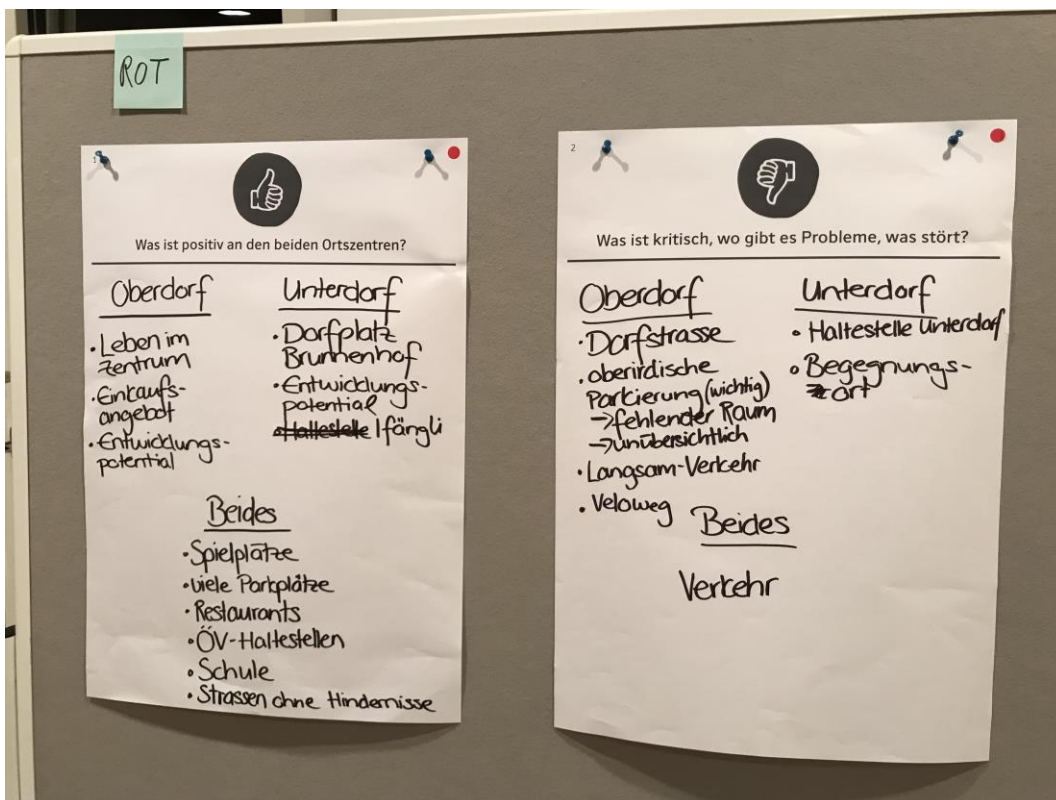 ROT
1
Was ist positiv an den beiden Ortszentren?
Oberdorf
• Leben im
Zentrum
• Einkaufs-
angebot
• Entwicklungs-
potential
Unterdorf
• Dorfplatz
Brunnenhof
• Entwicklungs-
potential
• Haltestelle Ifängli
Beides
• Spielplätze
• viele Parkplätze
• Restaurants
• ÖV-Haltestellen
• Schule
• Strassen ohne Hindernisse
2
Was ist kritisch, wo gibt es Probleme, was stört?
Oberdorf
• Dorfstrasse
• oberirdische
Parkierung (wichtig)
→ fehlender Raum
→ unübersichtlich
• Langsam-Verkehr
• Veloweg
Unterdorf
• Haltestelle Unterdorf
• Begegnungs-
ort
Beides
Verkehr